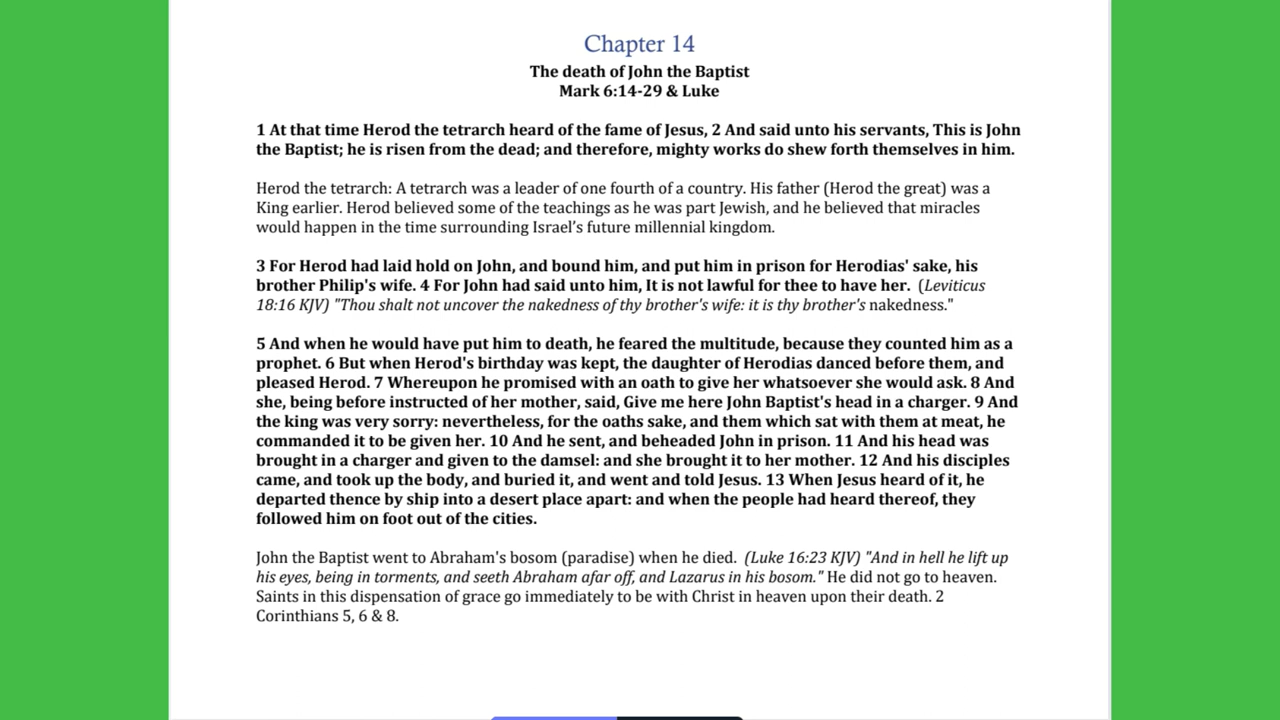 Chapter 14
The death of John the Baptist
Mark 6:14-29 & Luke
1 At that time Herod the tetrarch heard of the fame of Jesus, 2 And said unto his servants, This is John
the Baptist; he is risen from the dead; and therefore, mighty works do shew forth themselves in him.
Herod the tetrarch: A tetrarch was a leader of one fourth of a country. His father (Herod the great) was a
King earlier. Herod believed some of the teachings as he was part Jewish, and he believed that miracles
would happen in the time surrounding Israel's future millennial kingdom.
3 For Herod had laid hold on John, and bound him, and put him in prison for Herodias' sake, his
brother Philip's wife. 4 For John had said unto him, It is not lawful for thee to have her. (Leviticus
18:16 KJV) "Thou shalt not uncover the nakedness of thy brother's wife: it is thy brother's nakedness."
5 And when he would have put him to death, he feared the multitude, because they counted him as a
prophet. 6 But when Herod's birthday was kept, the daughter of Herodias danced before them, and
pleased Herod. 7 Whereupon he promised with an oath to give her whatsoever she would ask. 8 And
she, being before instructed of her mother, said, Give me here John Baptist's head in a charger. 9 And
the king was very sorry: nevertheless, for the oaths sake, and them which sat with them at meat, he
commanded it to be given her. 10 And he sent, and beheaded John in prison. 11 And his head was
brought in a charger and given to the damsel: and she brought it to her mother. 12 And his disciples
came, and took up the body, and buried it, and went and told Jesus. 13 When Jesus heard of it, he
departed thence by ship into a desert place apart: and when the people had heard thereof, they
followed him on foot out of the cities.
John the Baptist went to Abraham's bosom (paradise) when he died. (Luke 16:23 KJV) "And in hell he lift up
his eyes, being in torments, and seeth Abraham afar off, and Lazarus in his bosom." He did not go to heaven.
Saints in this dispensation of grace go immediately to be with Christ in heaven upon their death. 2
Corinthians 5, 6 & 8.